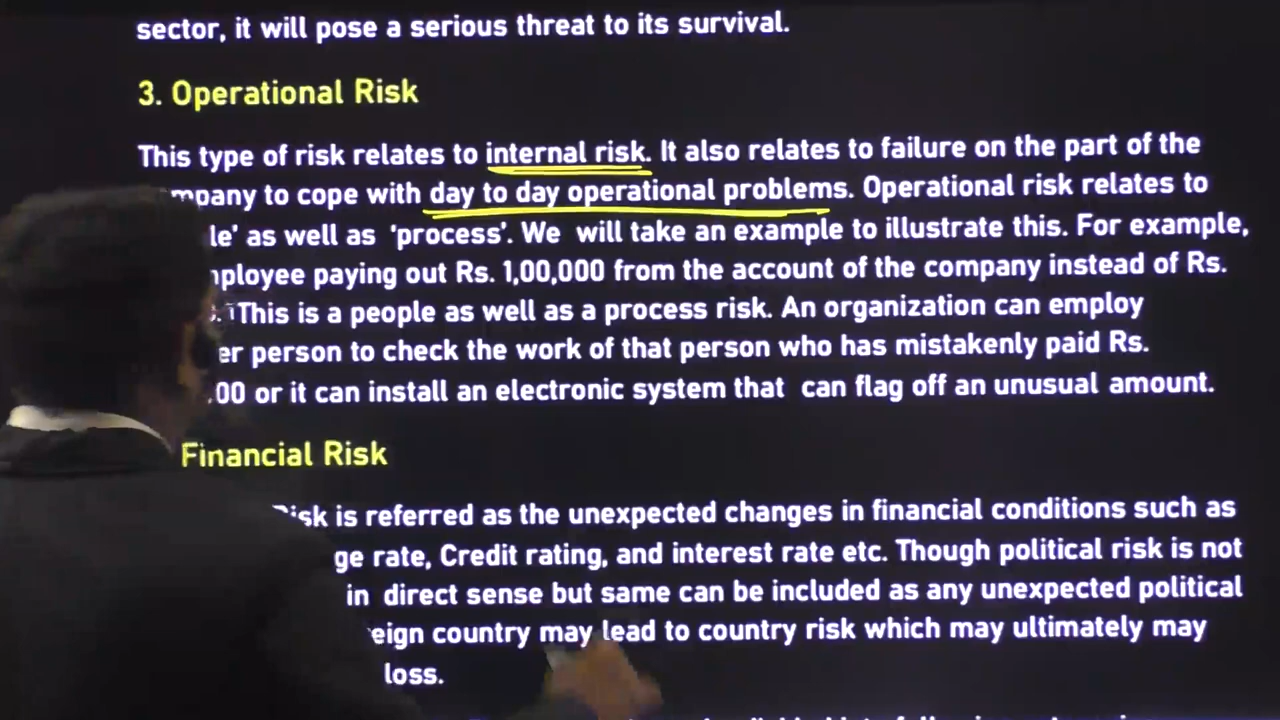 sector, it will pose a serious threat to its survival.
3. Operational Risk
This type of risk relates to internal risk. It also relates to failure on the part of the
to cope with day to day operational problems. Operational risk relates to
as well as 'process'. We will take an example to illustrate this. For example,
paying out Rs. 1,00,000 from the account of the company instead of Rs.
This is a people as well as a process risk. An organization can employ
person to check the work of that person who has mistakenly paid Rs.
or it can install an electronic system that can flag off an unusual amount.
Financial Risk
is referred as the unexpected changes in financial conditions such as
rate, Credit rating, and interest rate etc. Though political risk is not
in direct sense but same can be included as any unexpected political
country may lead to country risk which may ultimately may
loss.